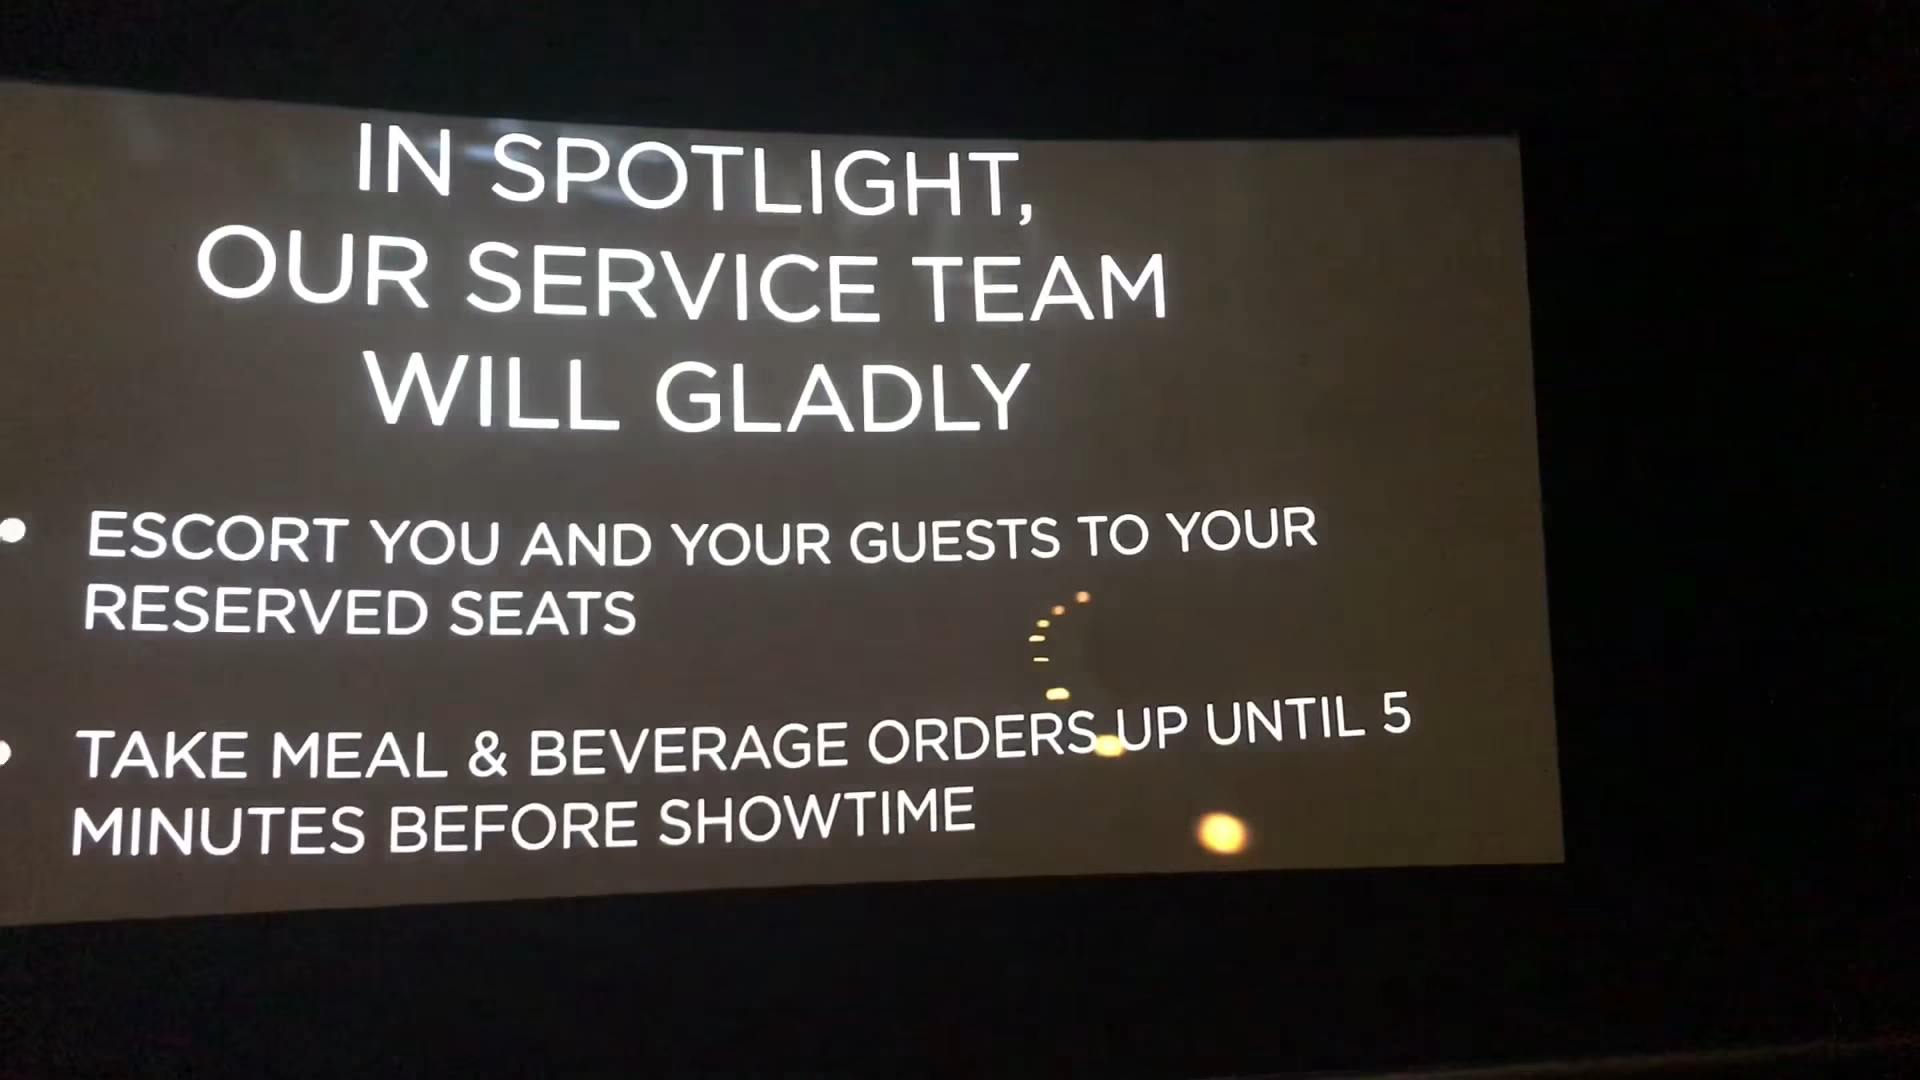 IN SPOTLIGHT,
OUR SERVICE TEAM
WILL GLADLY
• ESCORT YOU AND YOUR GUESTS TO YOUR
RESERVED SEATS
• TAKE MEAL & BEVERAGE ORDERS UP UNTIL 5
MINUTES BEFORE SHOWTIME